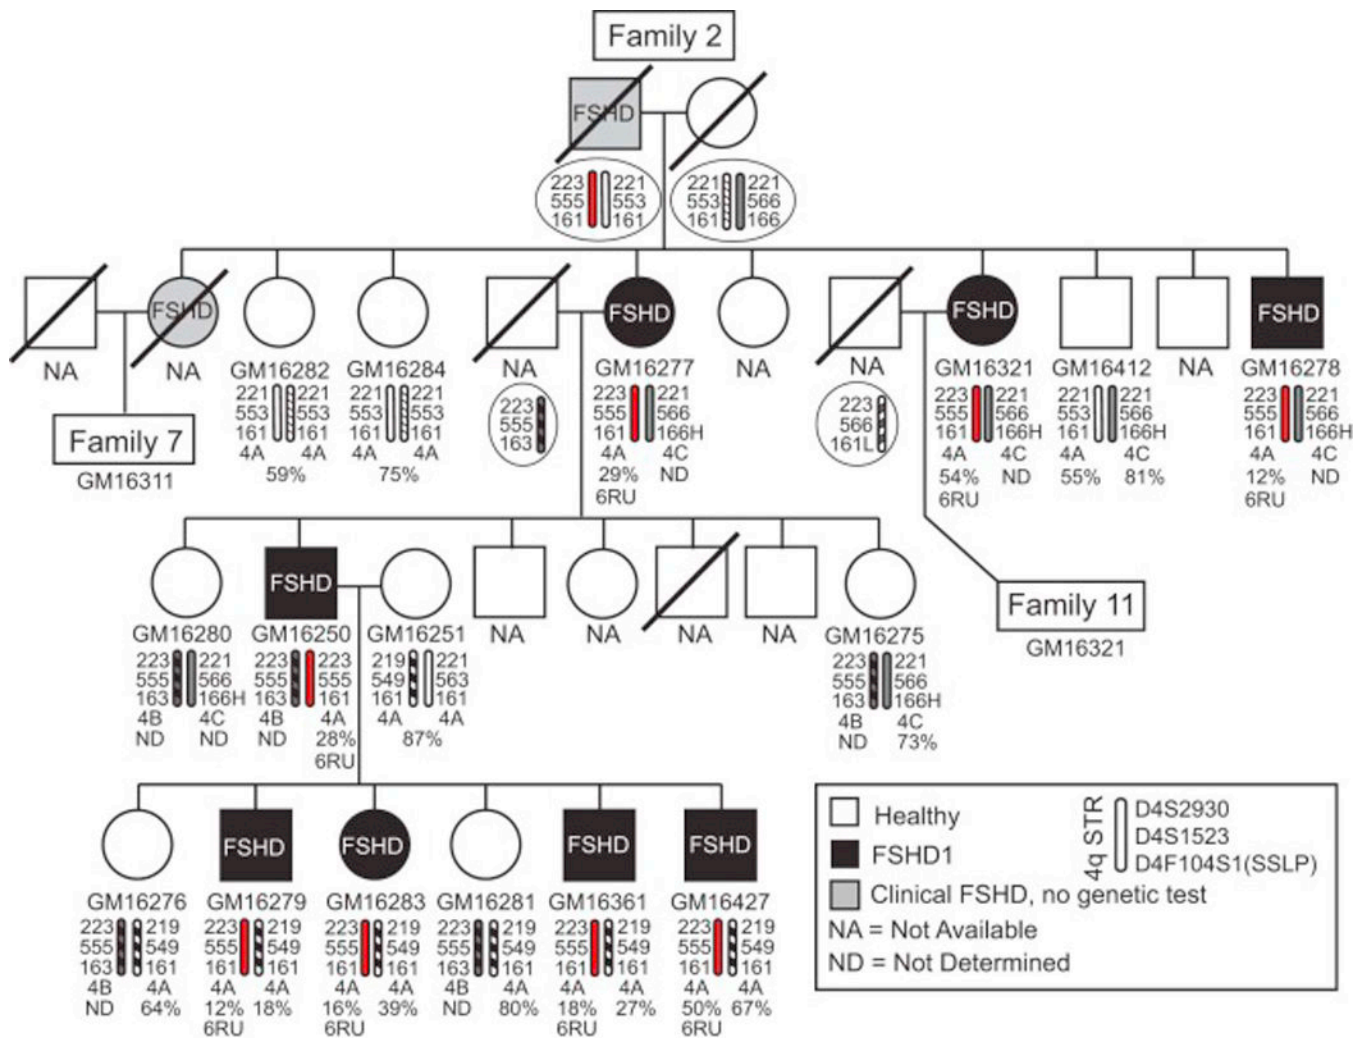 Family 2
FSHD
223 221 221 221
555 553 553 566
161 161 161 166
FSHD FSHD FSHD FSHD
NA NA GM16282 GM16284 NA GM16277 NA NA GM16321 GM16412 NA GM16278
221 221 221 221 223 223 221 223 223 221 221 221 223 221
553 553 553 553 555 555 566 566 555 566 553 566 555 566
161 161 161 161 163 161 166H 161L 161 166H 161 166H 161 166H
4A 4A 4A 4A 4A 4C 4A 4C 4A 4C 4A 4C
59% 75% 29% ND 54% ND 55% 81% 12% ND
6RU 6RU 6RU
Family 7
GM16311
FSHD
GM16280 GM16250 GM16251 NA NA NA NA GM16275
223 221 223 223 219 221 223 221
555 566 555 555 549 563 555 566
163 166H 163 161 161 161 163 166H
4B 4C 4B 4A 4A 4A 4B 4C
ND ND ND 28% 87% ND 73%
6RU
Family 11
GM16321
FSHD FSHD FSHD FSHD
GM16276 GM16279 GM16283 GM16281 GM16361 GM16427
223 219 223 219 223 219 223 219 223 219 223 219
555 549 555 549 555 549 555 549 555 549 555 549
163 161 161 161 161 161 163 161 161 161 161 161
4B 4A 4A 4A 4A 4A 4B 4A 4A 4A 4A 4A
ND 64% 12% 18% 16% 39% ND 80% 18% 27% 50% 67%
6RU 6RU 6RU 6RU
Healthy
FSHD1
Clinical FSHD, no genetic test
NA = Not Available
ND = Not Determined
4q STR
D4S2930
D4S1523
D4F104S1(SSLP)